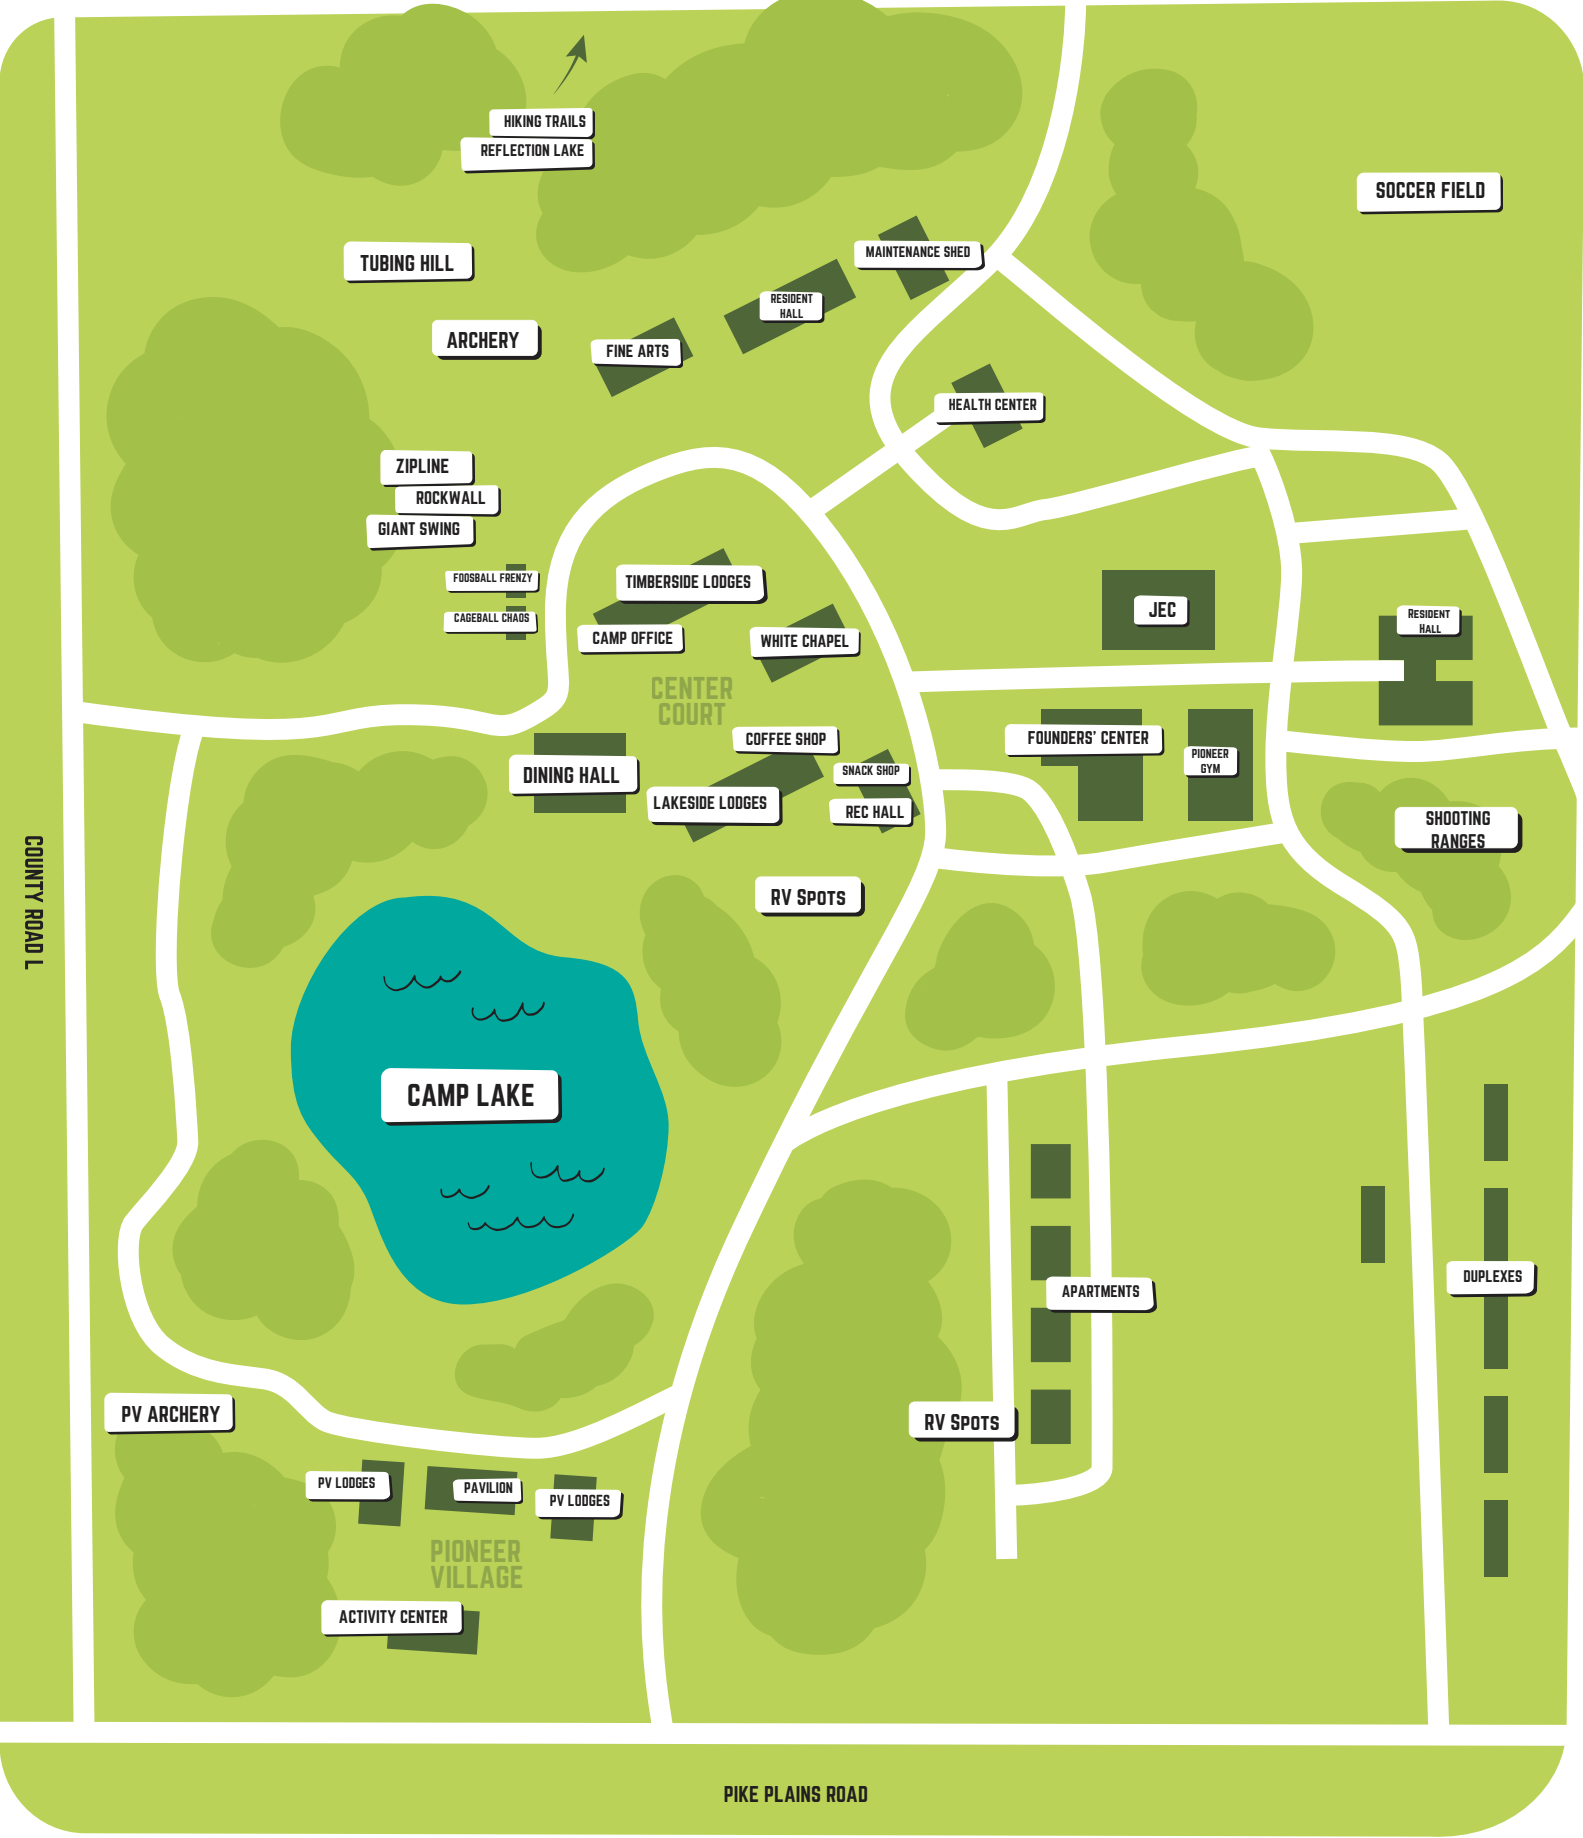 HIKING TRAILS
REFLECTION LAKE
SOCCER FIELD
TUBING HILL
MAINTENANCE SHED
RESIDENT
HALL
ARCHERY
FINE ARTS
HEALTH CENTER
ZIPLINE
ROCKWALL
GIANT SWING
FOOSBALL FRENZY
CAGEBALL CHAOS
TIMBERSIDE LODGES
CAMP OFFICE
WHITE CHAPEL
JEC
RESIDENT
HALL
CENTER
COURT
COFFEE SHOP
FOUNDERS' CENTER
PIONEER
GYM
DINING HALL
SNACK SHOP
LAKESIDE LODGES
REC HALL
SHOOTING
RANGES
COUNTY ROAD L
RV SPOTS
CAMP LAKE
DUPLEXES
APARTMENTS
PV ARCHERY
RV SPOTS
PV LODGES
PAVILION
PV LODGES
PIONEER
VILLAGE
ACTIVITY CENTER
PIKE PLAINS ROAD